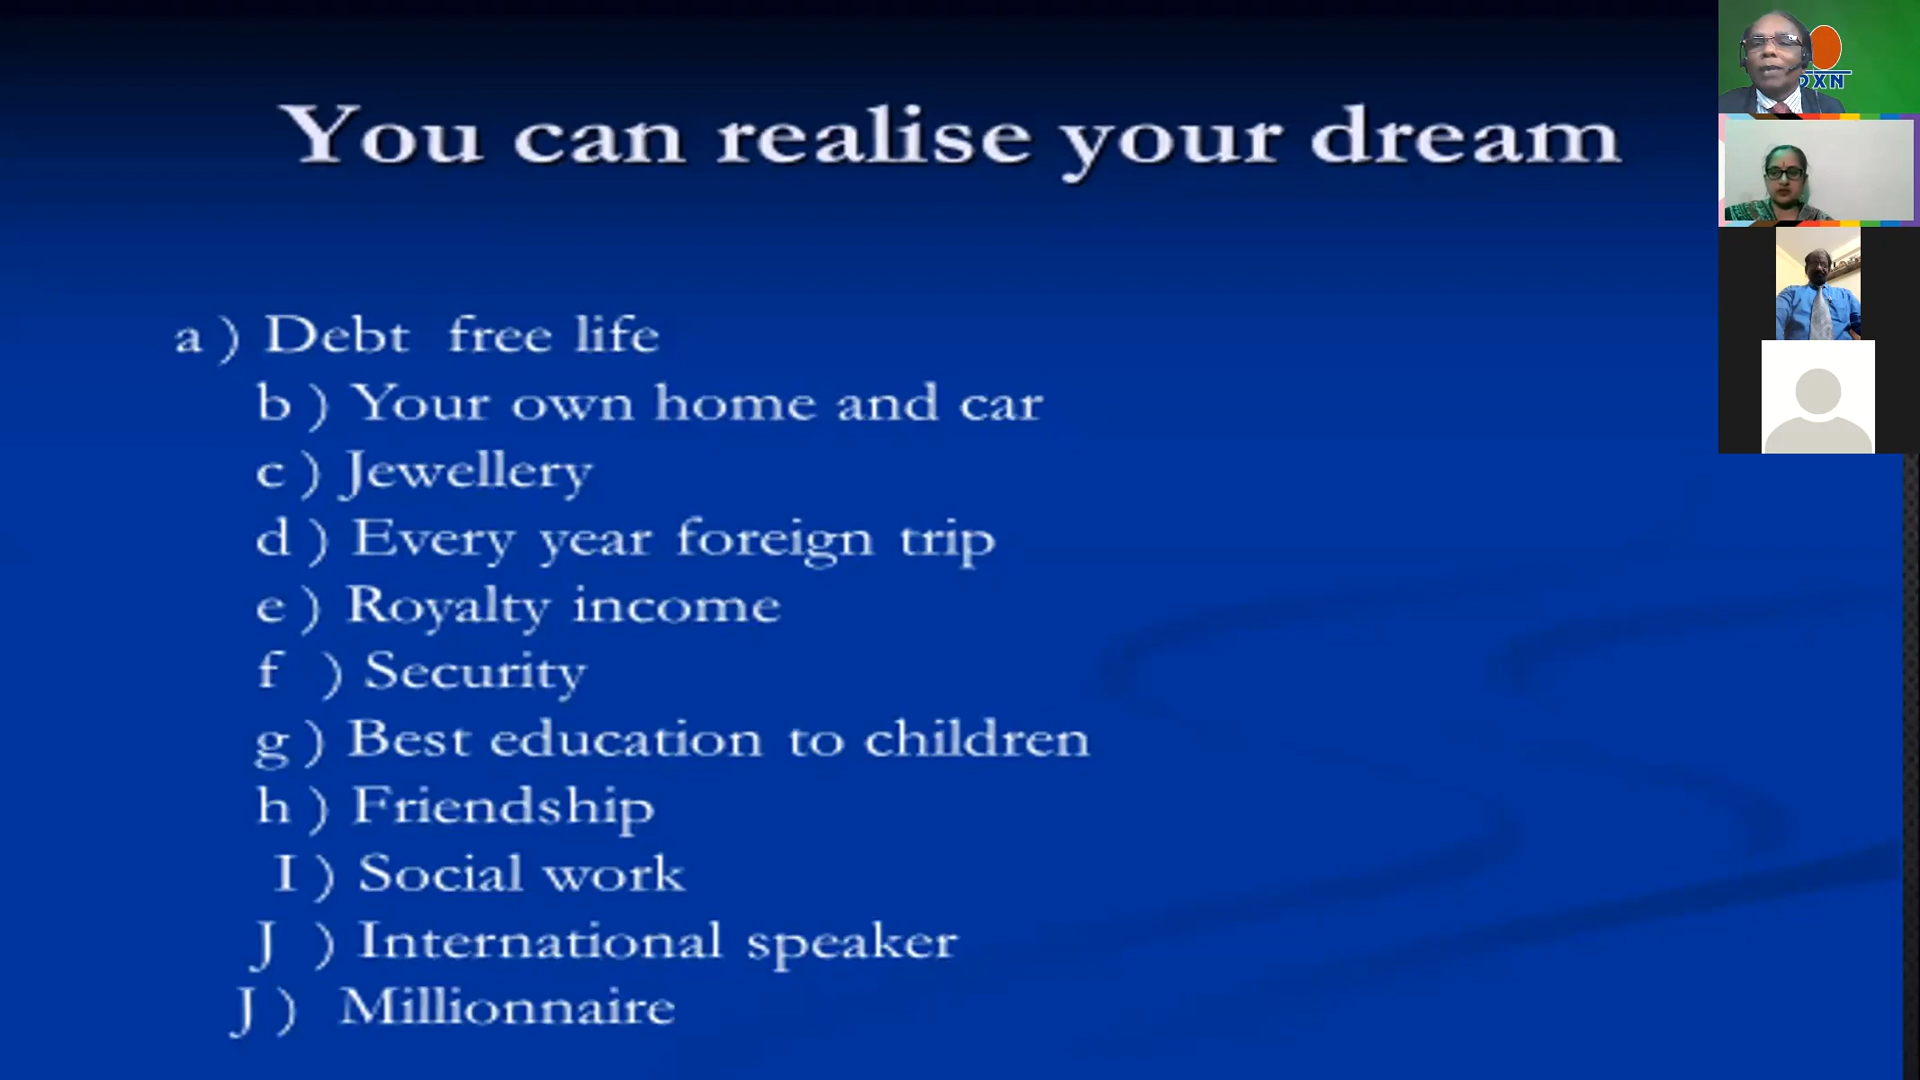 You can realise your dream
a ) Debt free life
b ) Your own home and car
c ) Jewellery
d ) Every year foreign trip
e ) Royalty income
f ) Security
g ) Best education to children
h ) Friendship
I ) Social work
J ) International speaker
J ) Millionnaire
DXN